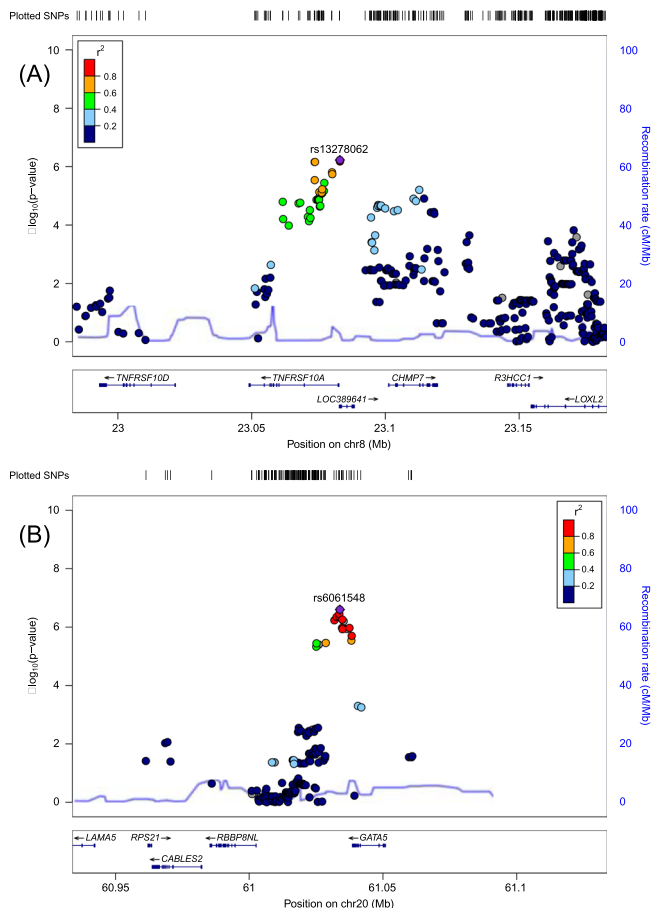 Plotted SNPs
(A)
r²
0.8
0.6
0.4
0.2
rs13278062
10
8
6
4
2
0
□log₁₀(p−value)
100
80
60
40
20
0
Recombination rate (cM/Mb)
←TNFRSF10D
←TNFRSF10A
CHMP7→
R3HCC1→
LOC389641→
←LOXL2
23
23.05
23.1
23.15
Position on chr8 (Mb)
Plotted SNPs
(B)
r²
0.8
0.6
0.4
0.2
rs6061548
10
8
6
4
2
0
□log₁₀(p−value)
100
80
60
40
20
0
Recombination rate (cM/Mb)
←LAMA5
RPS21→
←RBBP8NL
←GATA5
←CABLES2
60.95
61
61.05
61.1
Position on chr20 (Mb)